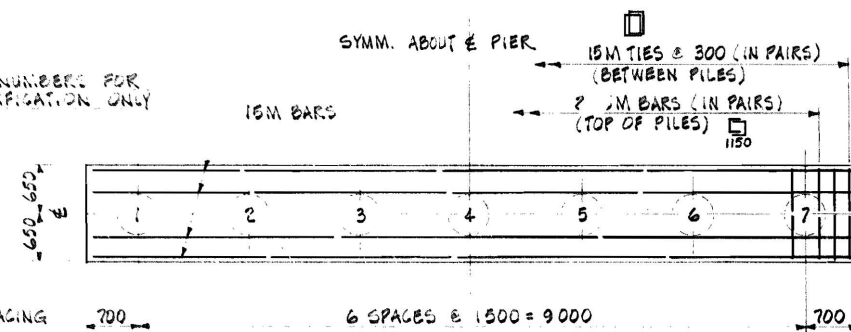 SYMM. ABOUT ℄ PIER
15M TIES @ 300 (IN PAIRS)
(BETWEEN PILES)
NUMBERS FOR
ONLY
15M BARS
BARS (IN PAIRS)
(TOP OF PILES)
1150
650 650
℄
1 2 3 4 5 6 7
700 6 SPACES @ 1500 = 9000 700